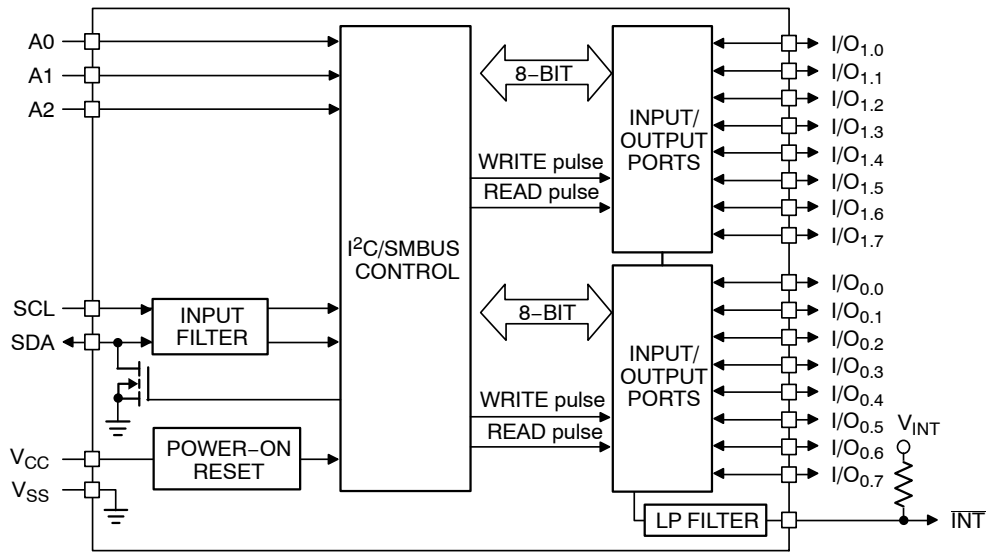 A0
A1
A2
SCL
SDA
V_CC
V_SS
INPUT
FILTER
POWER−ON
RESET
I²C/SMBUS
CONTROL
8−BIT
WRITE pulse
READ pulse
8−BIT
WRITE pulse
READ pulse
INPUT/
OUTPUT
PORTS
INPUT/
OUTPUT
PORTS
LP FILTER
I/O1.0
I/O1.1
I/O1.2
I/O1.3
I/O1.4
I/O1.5
I/O1.6
I/O1.7
I/O0.0
I/O0.1
I/O0.2
I/O0.3
I/O0.4
I/O0.5
I/O0.6
I/O0.7
V_INT
INT